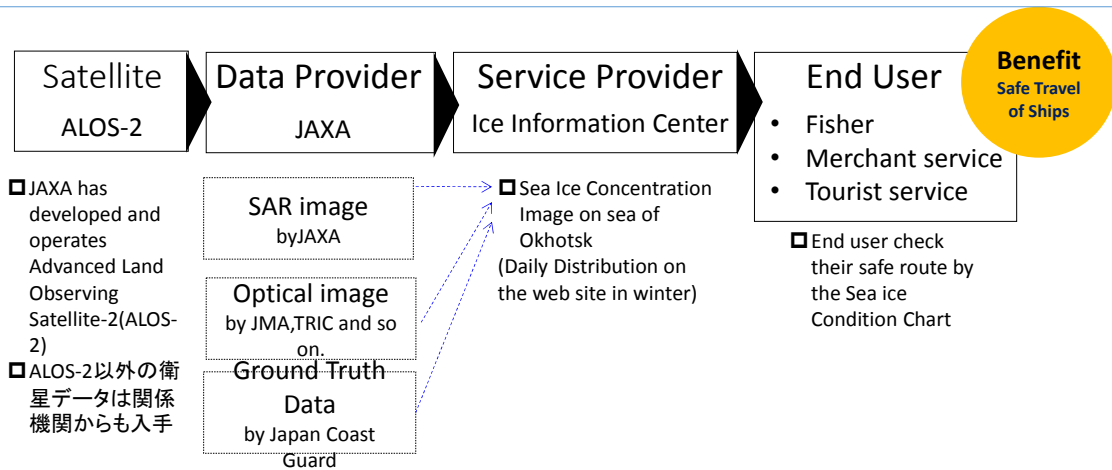 Satellite
ALOS-2
Data Provider
JAXA
Service Provider
Ice Information Center
End User
• Fisher
• Merchant service
• Tourist service
Benefit
Safe Travel
of Ships
JAXA has
developed and
operates
Advanced Land
Observing
Satellite-2(ALOS-
2)
ALOS-2以外の衛
星データは関係
機関からも入手
SAR image
byJAXA
Optical image
by JMA,TRIC and so
on.
Ground Truth
Data
by Japan Coast
Guard
Sea Ice Concentration
Image on sea of
Okhotsk
(Daily Distribution on
the web site in winter)
End user check
their safe route by
the Sea ice
Condition Chart